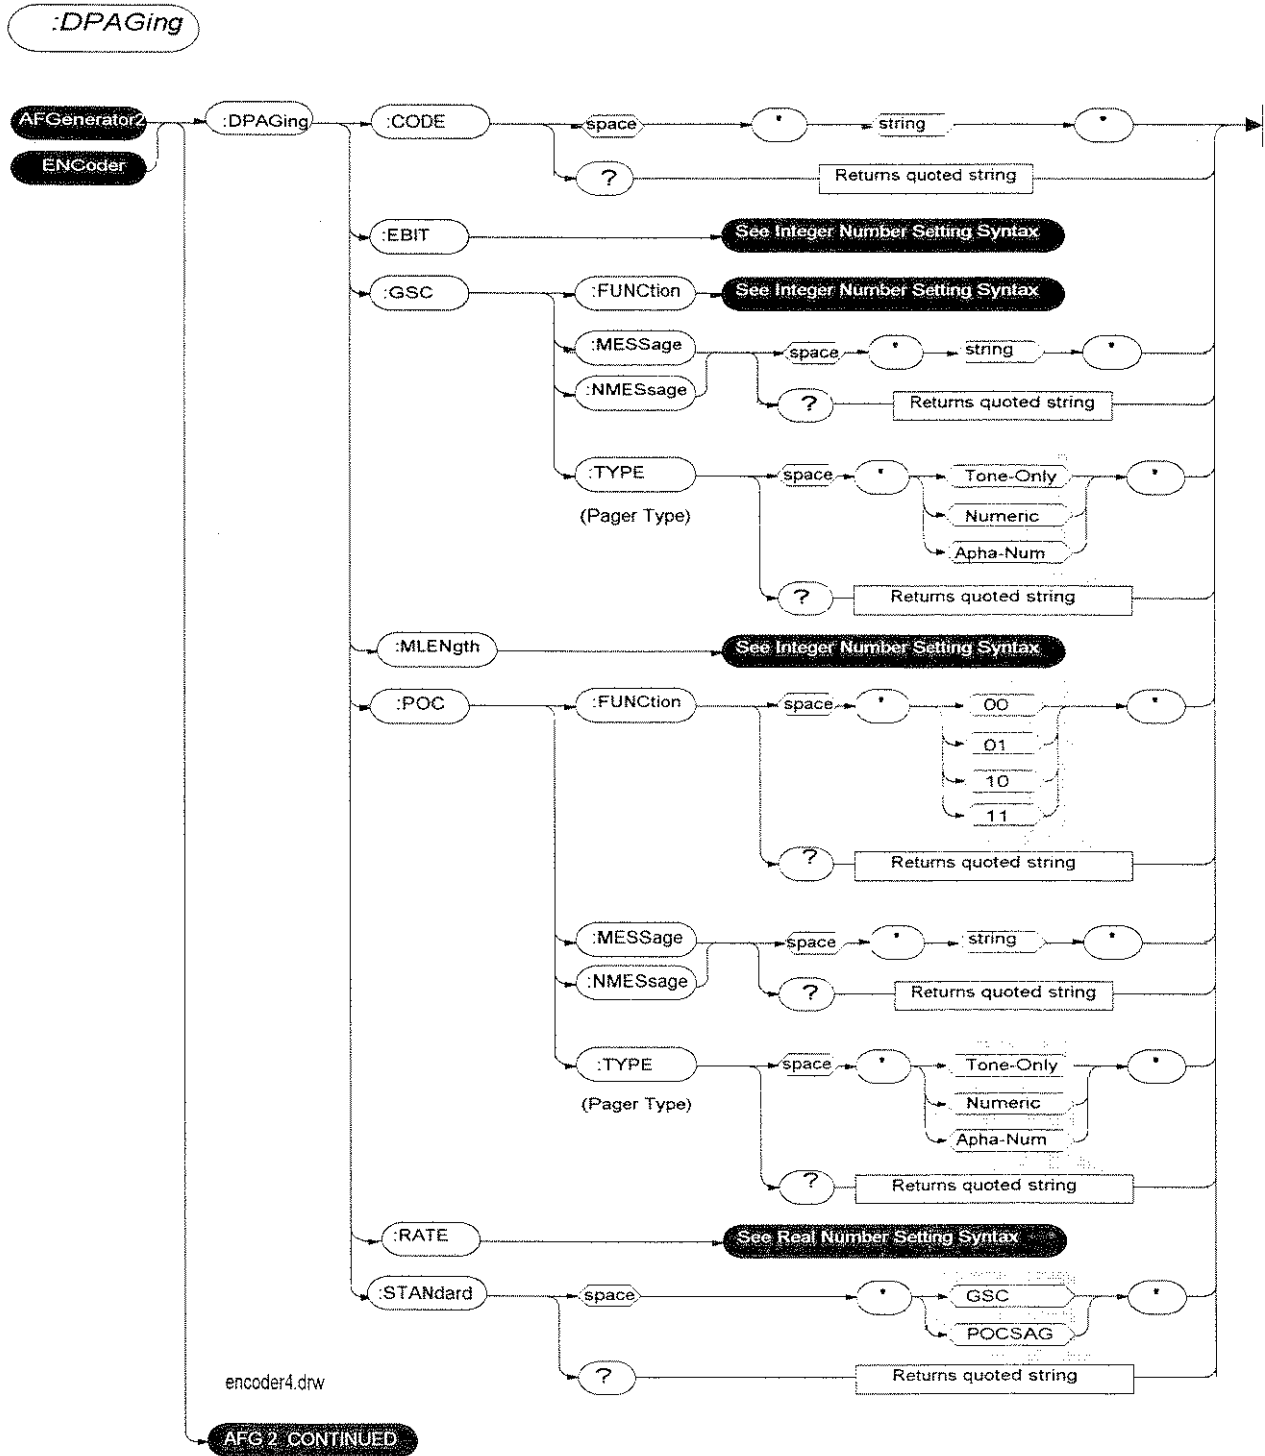 :DPAGing
AFGenerator2 :DPAGing :CODE space " string "
ENCoder
? Returns quoted string
:EBIT See Integer Number Setting Syntax
:GSC :FUNCtion See Integer Number Setting Syntax
:MESSage space " string "
:NMESsage ? Returns quoted string
:TYPE space " Tone-Only "
(Pager Type) Numeric
Apha-Num
? Returns quoted string
:MLENgth See Integer Number Setting Syntax
:POC :FUNCtion space " 00 "
01
10
11
? Returns quoted string
:MESSage space " string "
:NMESsage ? Returns quoted string
:TYPE space " Tone-Only "
(Pager Type) Numeric
Apha-Num
? Returns quoted string
:RATE See Real Number Setting Syntax
:STANdard space " GSC "
POCSAG
? Returns quoted string
encoder4.drw
AFG 2 CONTINUED